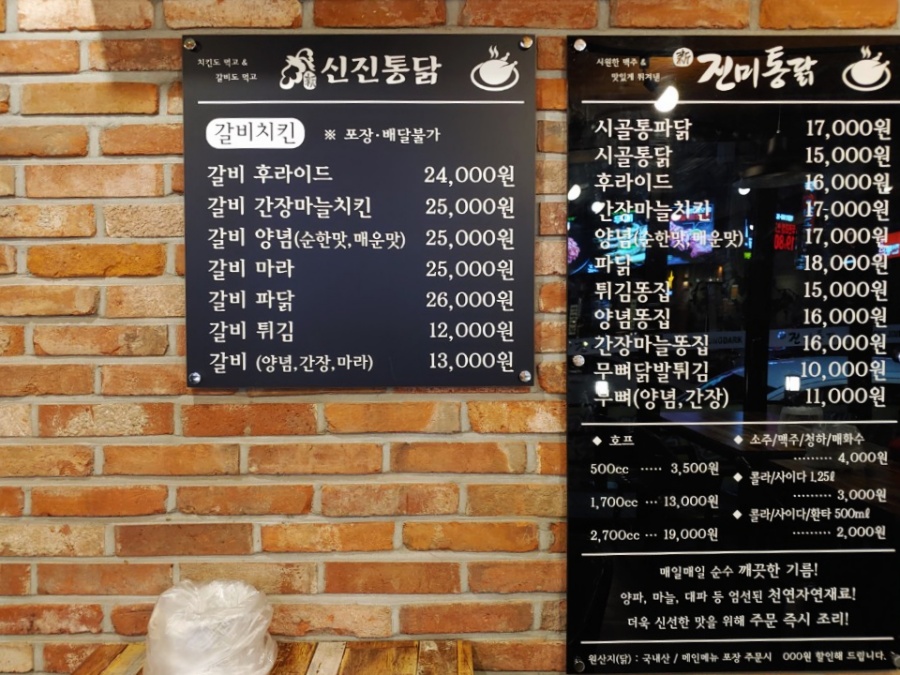 치킨도 먹고 &
갈비도 먹고
신진통닭
갈비치킨 ※ 포장·배달불가
갈비 후라이드 24,000원
갈비 간장마늘치킨 25,000원
갈비 양념(순한맛,매운맛) 25,000원
갈비 마라 25,000원
갈비 파닭 26,000원
갈비 튀김 12,000원
갈비 (양념,간장,마라) 13,000원
시원한 맥주 &
맛있게 튀겨낸
진미통닭
시골통파닭 17,000원
시골통닭 15,000원
후라이드 16,000원
간장마늘치킨 17,000원
양념(순한맛,매운맛) 17,000원
파닭 18,000원
튀김똥집 15,000원
양념똥집 16,000원
간장마늘똥집 16,000원
무뼈닭발튀김 10,000원
무뼈(양념,간장) 11,000원
◆ 호프
500cc ····· 3,500원
1,700cc ··· 13,000원
2,700cc ··· 19,000원
◆ 소주/맥주/청하/매화수
········· 4,000원
◆ 콜라/사이다 1.25ℓ
········· 3,000원
◆ 콜라/사이다/환타 500㎖
········· 2,000원
매일매일 순수 깨끗한 기름!
양파, 마늘, 대파 등 엄선된 천연자연재료!
더욱 신선한 맛을 위해 주문 즉시 조리!
원산지(닭) : 국내산 / 메인메뉴 포장 주문시 000원 할인해 드립니다.